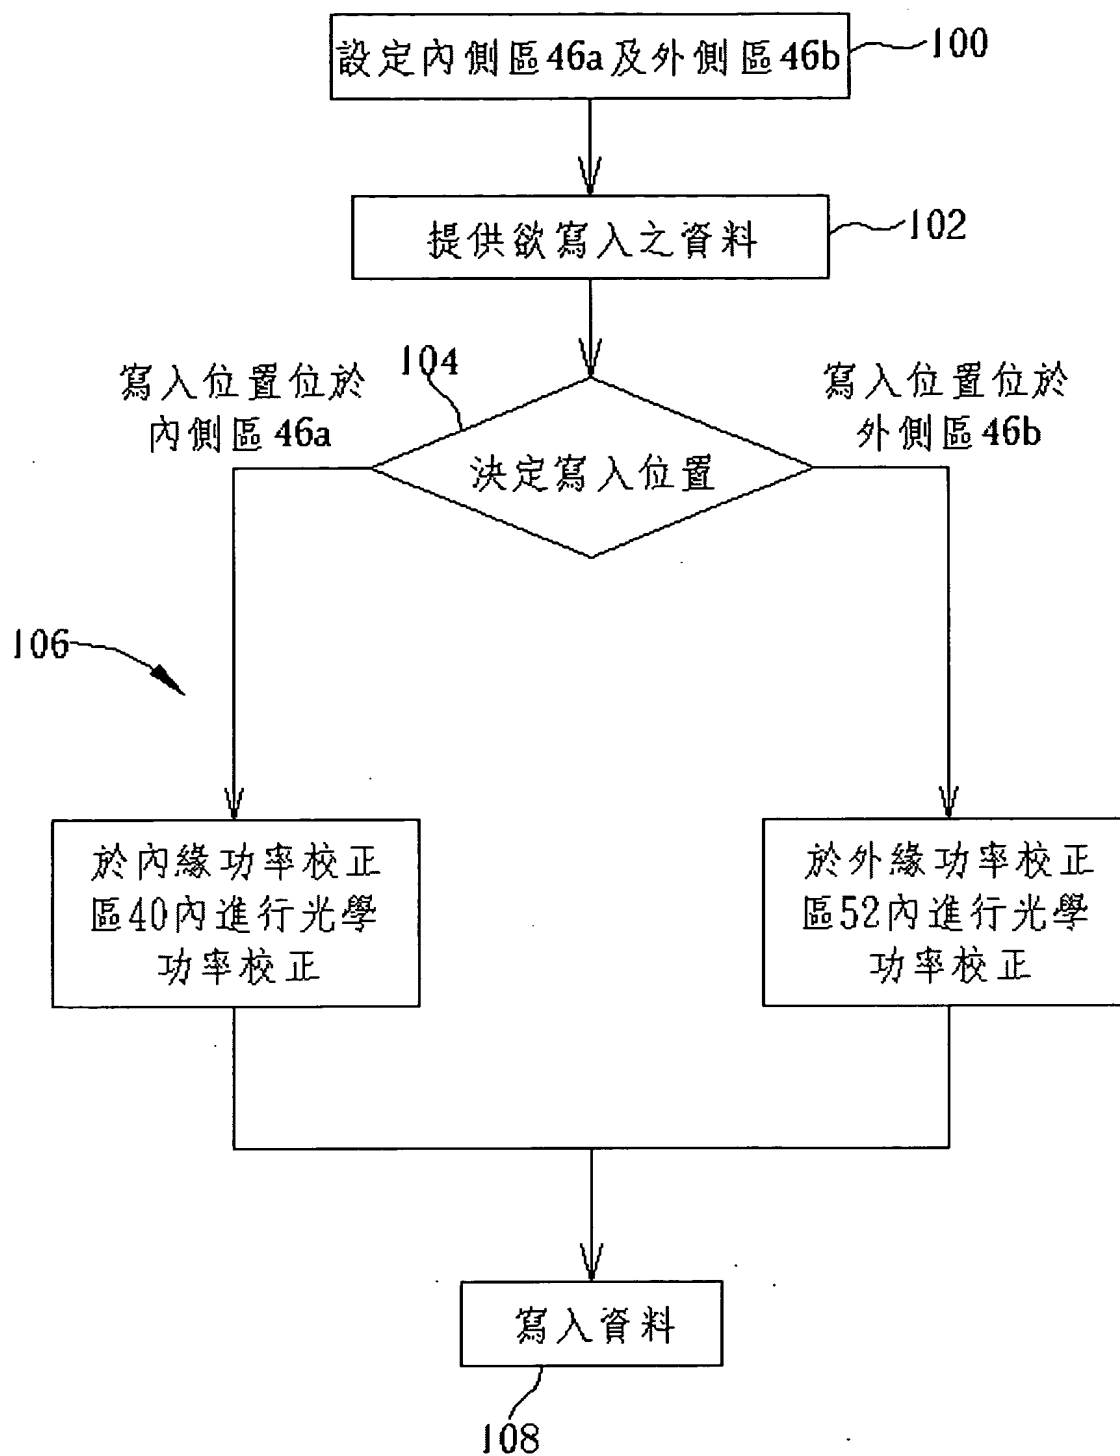 設定內側區46a及外側區46b
100
提供欲寫入之資料
102
104
寫入位置位於
內側區46a
寫入位置位於
外側區46b
決定寫入位置
106
於內緣功率校正
區40內進行光學
功率校正
於外緣功率校正
區52內進行光學
功率校正
寫入資料
108